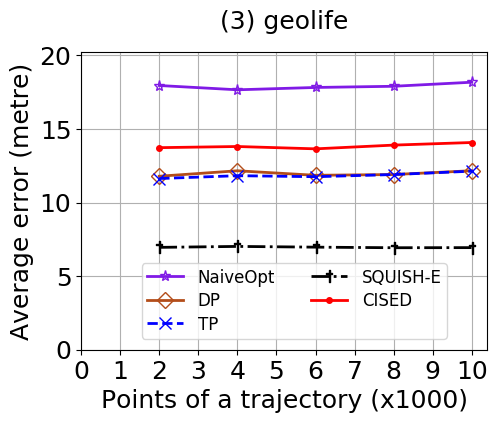 (3) geolife
Average error (metre)
20
15
10
5
0
NaiveOpt
DP
TP
SQUISH-E
CISED
0 1 2 3 4 5 6 7 8 9 10
Points of a trajectory (x1000)